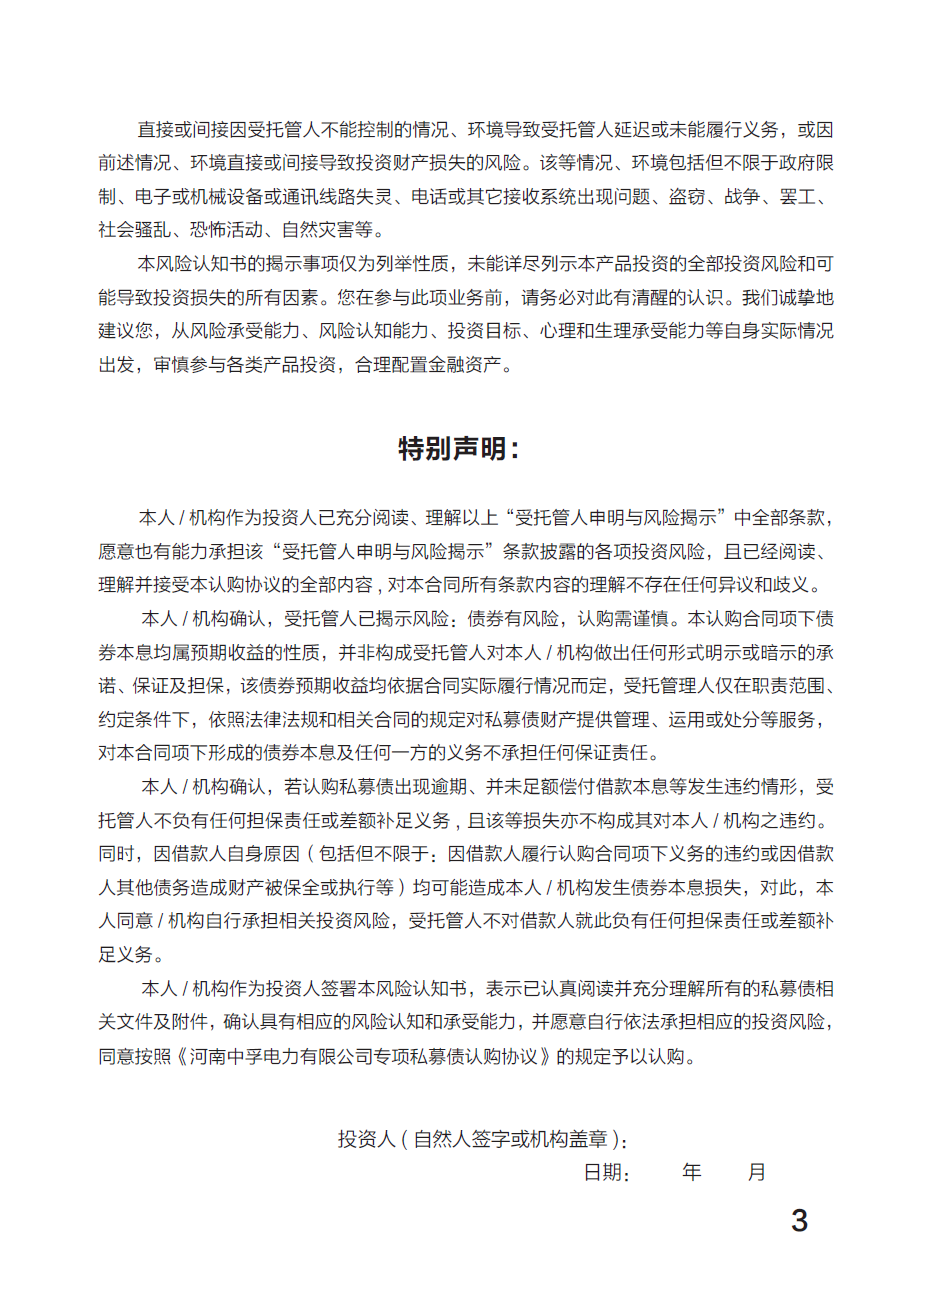 直接或间接因受托管人不能控制的情况、环境导致受托管人延迟或未能履行义务，或因
前述情况、环境直接或间接导致投资财产损失的风险。该等情况、环境包括但不限于政府限
制、电子或机械设备或通讯线路失灵、电话或其它接收系统出现问题、盗窃、战争、罢工、
社会骚乱、恐怖活动、自然灾害等。
本风险认知书的揭示事项仅为列举性质，未能详尽列示本产品投资的全部投资风险和可
能导致投资损失的所有因素。您在参与此项业务前，请务必对此有清醒的认识。我们诚挚地
建议您，从风险承受能力、风险认知能力、投资目标、心理和生理承受能力等自身实际情况
出发，审慎参与各类产品投资，合理配置金融资产。
特别声明：
本人 / 机构作为投资人已充分阅读、理解以上“受托管人申明与风险揭示”中全部条款，
愿意也有能力承担该“受托管人申明与风险揭示”条款披露的各项投资风险，且已经阅读、
理解并接受本认购协议的全部内容 , 对本合同所有条款内容的理解不存在任何异议和歧义。
本人 / 机构确认，受托管人已揭示风险：债券有风险，认购需谨慎。本认购合同项下债
券本息均属预期收益的性质，并非构成受托管人对本人 / 机构做出任何形式明示或暗示的承
诺、保证及担保，该债券预期收益均依据合同实际履行情况而定，受托管理人仅在职责范围、
约定条件下，依照法律法规和相关合同的规定对私募债财产提供管理、运用或处分等服务，
对本合同项下形成的债券本息及任何一方的义务不承担任何保证责任。
本人 / 机构确认，若认购私募债出现逾期、并未足额偿付借款本息等发生违约情形，受
托管人不负有任何担保责任或差额补足义务 , 且该等损失亦不构成其对本人 / 机构之违约。
同时，因借款人自身原因（包括但不限于：因借款人履行认购合同项下义务的违约或因借款
人其他债务造成财产被保全或执行等）均可能造成本人 / 机构发生债券本息损失，对此，本
人同意 / 机构自行承担相关投资风险，受托管人不对借款人就此负有任何担保责任或差额补
足义务。
本人 / 机构作为投资人签署本风险认知书，表示已认真阅读并充分理解所有的私募债相
关文件及附件，确认具有相应的风险认知和承受能力，并愿意自行依法承担相应的投资风险，
同意按照《河南中孚电力有限公司专项私募债认购协议》的规定予以认购。
投资人（自然人签字或机构盖章）：
日期： 年 月
3